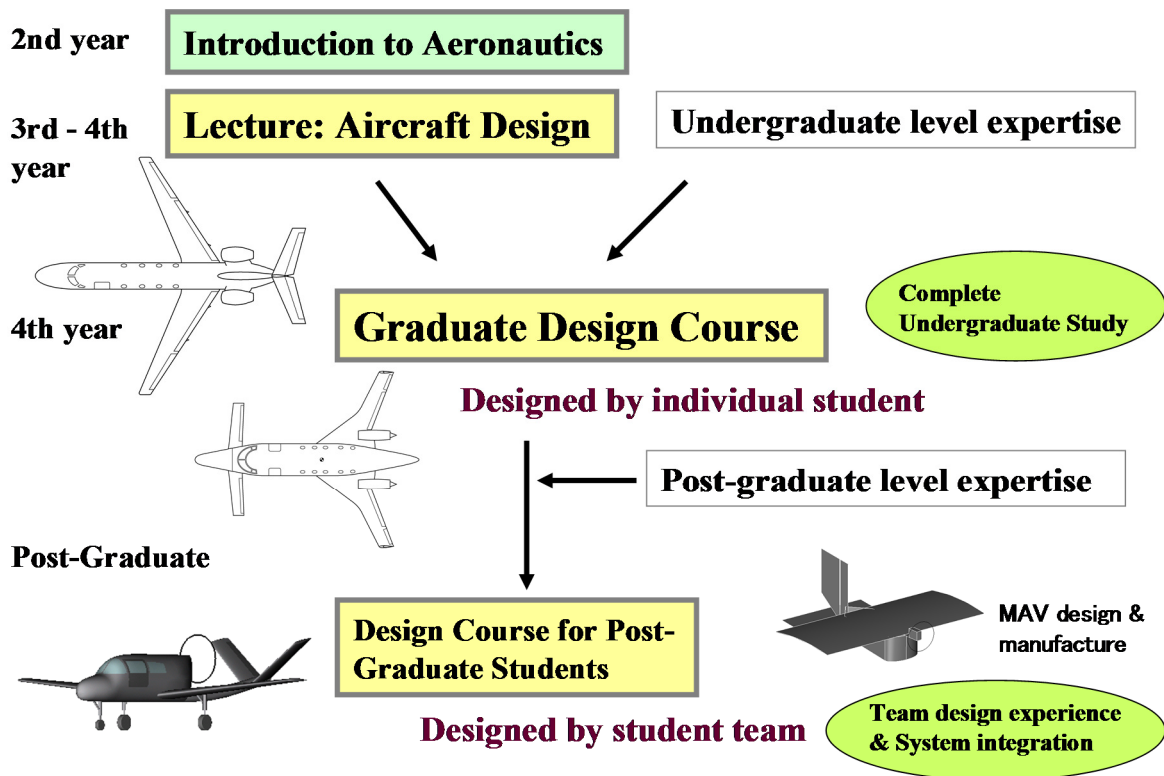 2nd year
Introduction to Aeronautics
3rd - 4th
year
Lecture: Aircraft Design
Undergraduate level expertise
4th year
Graduate Design Course
Complete
Undergraduate Study
Designed by individual student
Post-graduate level expertise
Post-Graduate
Design Course for Post-
Graduate Students
MAV design &
manufacture
Designed by student team
Team design experience
& System integration